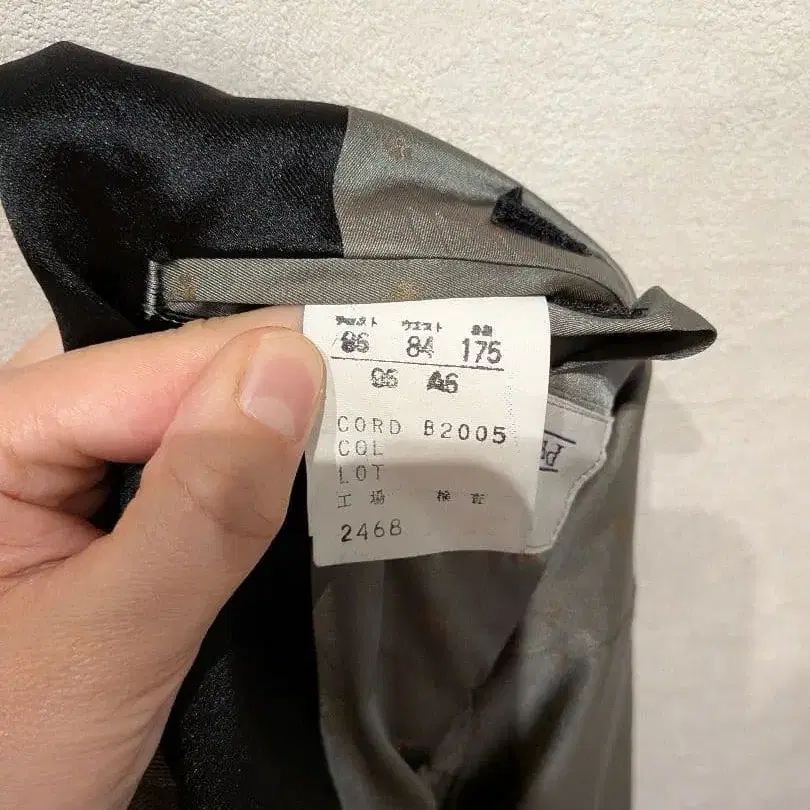 チェスト ウエスト 身長
86 84 175
96 A6
CORD B2005
COL
LOT
工場 検査
2468